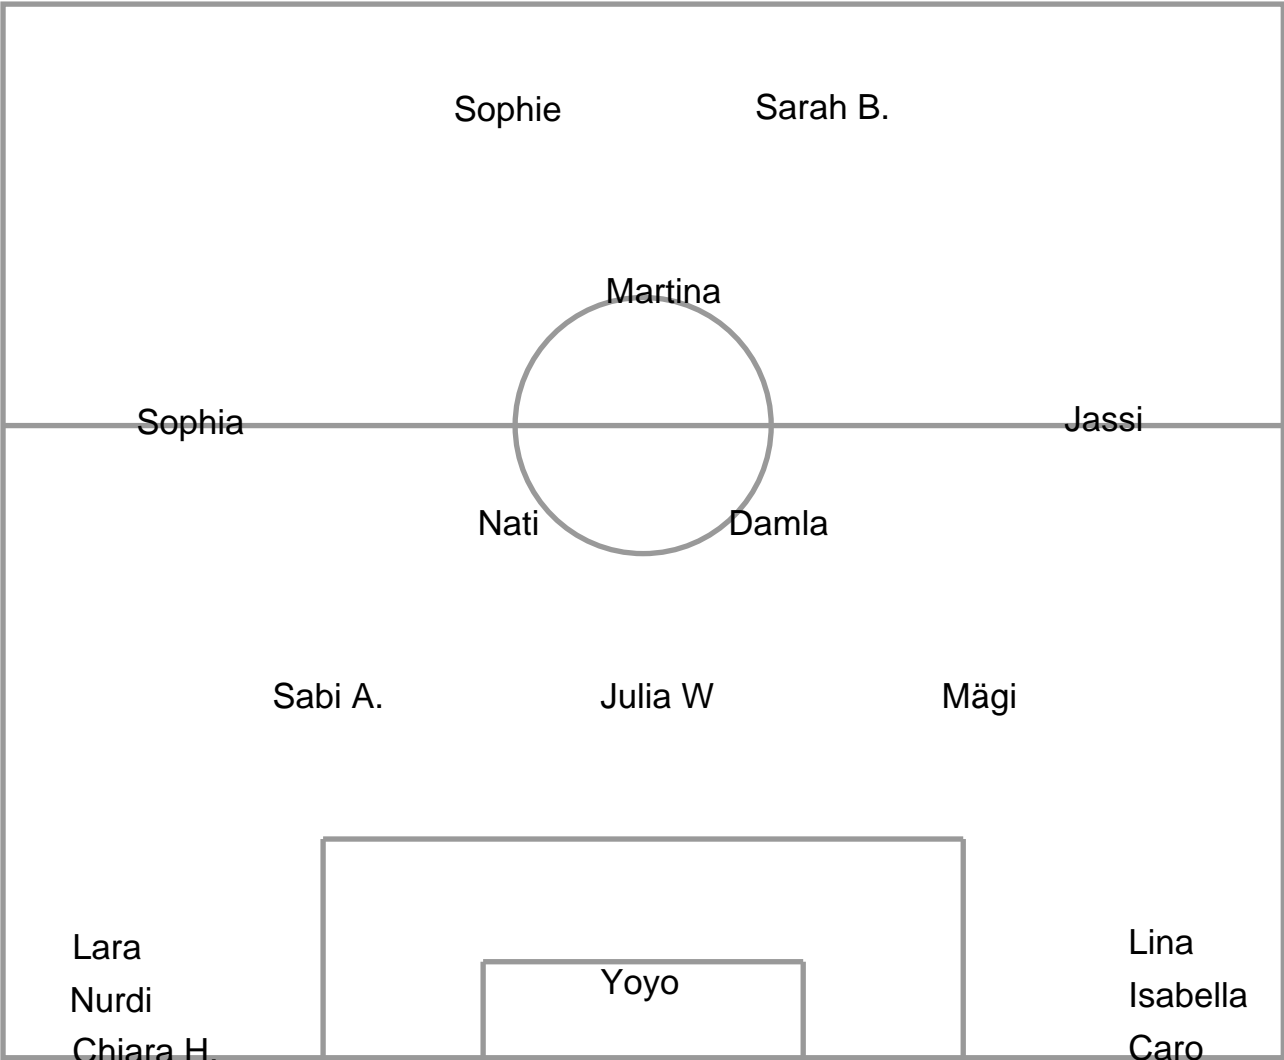 Sophie
Sarah B.
Martina
Sophia
Jassi
Nati
Damla
Sabi A.
Julia W
Mägi
Lara
Nurdi
Chiara H.
Yoyo
Lina
Isabella
Caro